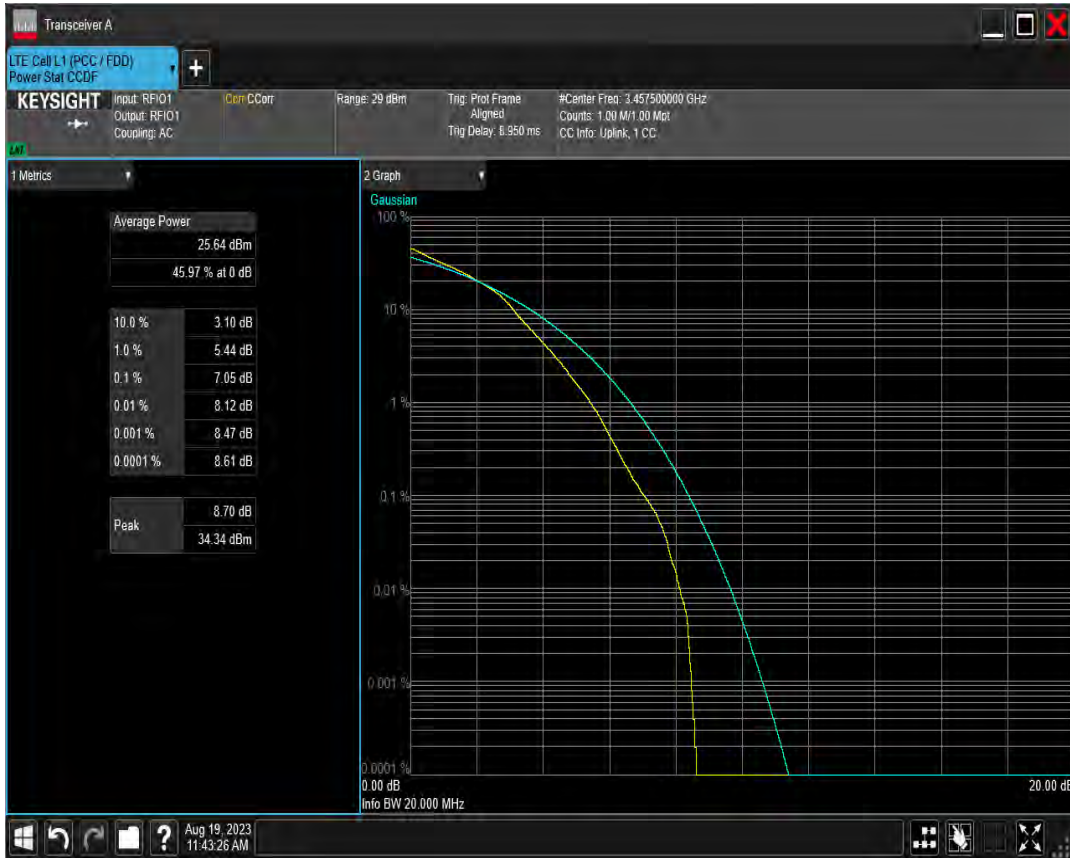 Transceiver A
LTE Cell L1 (PCC / FDD)
Power Stat CCDF
+
KEYSIGHT
Input: RFIO1
Output: RFIO1
Coupling: AC
Corr CCorr
Range: 29 dBm
Trig: Prot Frame
Aligned
Trig Delay: 8.950 ms
#Center Freq: 3.457500000 GHz
Counts: 1.00 M/1.00 Mpt
CC Info: Uplink, 1 CC
1 Metrics
Average Power
25.64 dBm
45.97 % at 0 dB
10.0 % 3.10 dB
1.0 % 5.44 dB
0.1 % 7.05 dB
0.01 % 8.12 dB
0.001 % 8.47 dB
0.0001 % 8.61 dB
Peak 8.70 dB
34.34 dBm
2 Graph
Gaussian
100 %
10 %
1 %
0.1 %
0.01 %
0.001 %
0.0001 %
0.00 dB
20.00 dB
Info BW 20.000 MHz
?
Aug 19, 2023
11:43:26 AM